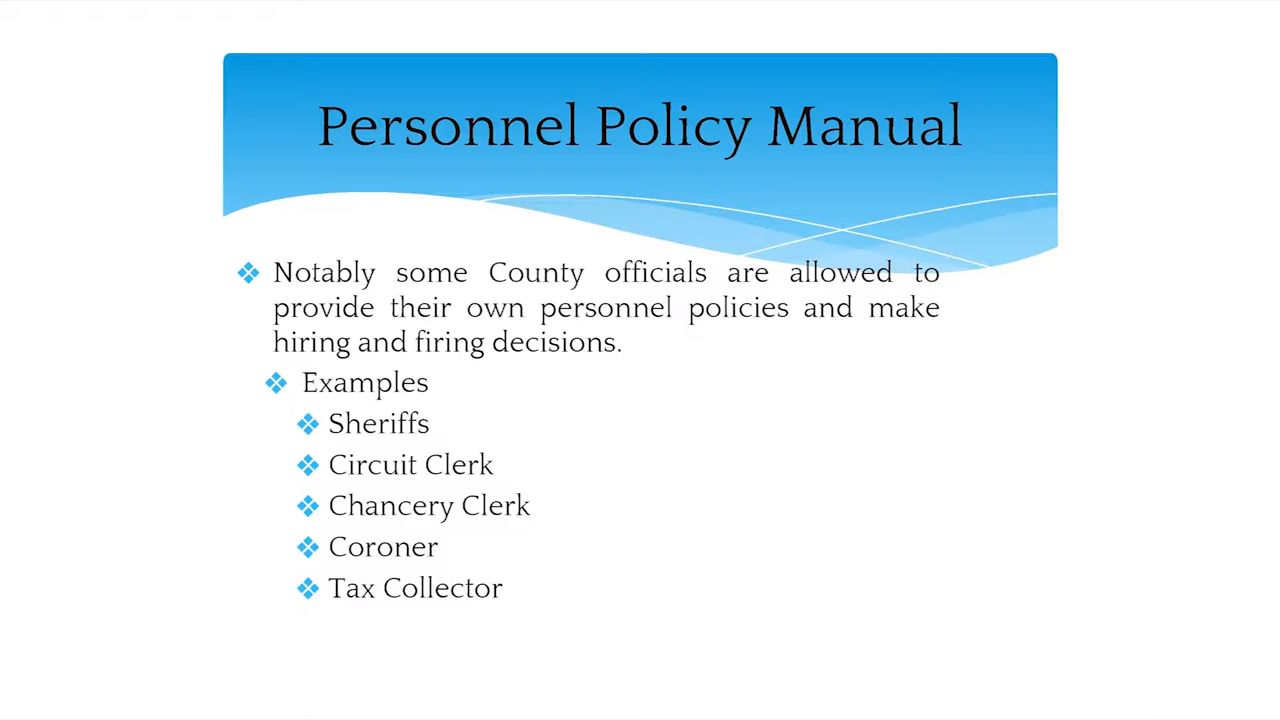 Personnel Policy Manual
Notably some County officials are allowed to
provide their own personnel policies and make
hiring and firing decisions.
Examples
Sheriffs
Circuit Clerk
Chancery Clerk
Coroner
Tax Collector